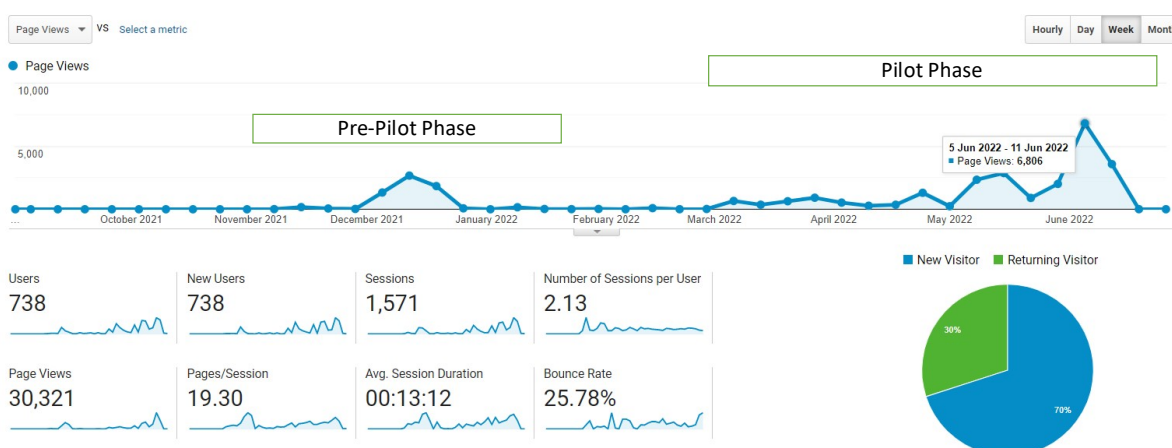 Page Views VS Select a metric
Hourly Day Week Mont
Page Views
10,000
Pilot Phase
Pre-Pilot Phase
5,000
5 Jun 2022 - 11 Jun 2022
Page Views: 6,806
... October 2021 November 2021 December 2021 January 2022 February 2022 March 2022 April 2022 May 2022 June 2022
New Visitor Returning Visitor
Users New Users Sessions Number of Sessions per User
738 738 1,571 2.13
30%
Page Views Pages/Session Avg. Session Duration Bounce Rate
30,321 19.30 00:13:12 25.78%
70%